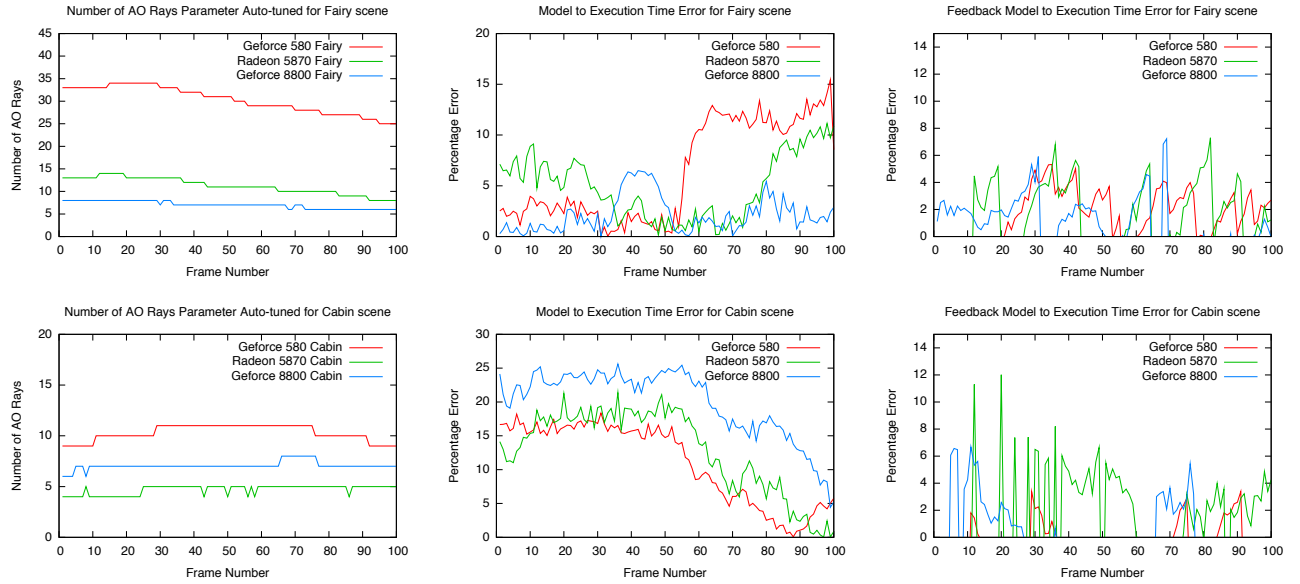 Number of AO Rays Parameter Auto-tuned for Fairy scene
Number of AO Rays
45
40
35
30
25
20
15
10
5
0
Geforce 580 Fairy
Radeon 5870 Fairy
Geforce 8800 Fairy
0 10 20 30 40 50 60 70 80 90 100
Frame Number
Model to Execution Time Error for Fairy scene
Percentage Error
20
15
10
5
0
Geforce 580
Radeon 5870
Geforce 8800
0 10 20 30 40 50 60 70 80 90 100
Frame Number
Feedback Model to Execution Time Error for Fairy scene
Percentage Error
14
12
10
8
6
4
2
0
Geforce 580
Radeon 5870
Geforce 8800
0 10 20 30 40 50 60 70 80 90 100
Frame Number
Number of AO Rays Parameter Auto-tuned for Cabin scene
Number of AO Rays
20
15
10
5
0
Geforce 580 Cabin
Radeon 5870 Cabin
Geforce 8800 Cabin
0 10 20 30 40 50 60 70 80 90 100
Frame Number
Model to Execution Time Error for Cabin scene
Percentage Error
30
25
20
15
10
5
0
Geforce 580
Radeon 5870
Geforce 8800
0 10 20 30 40 50 60 70 80 90 100
Frame Number
Feedback Model to Execution Time Error for Cabin scene
Percentage Error
14
12
10
8
6
4
2
0
Geforce 580
Radeon 5870
Geforce 8800
0 10 20 30 40 50 60 70 80 90 100
Frame Number